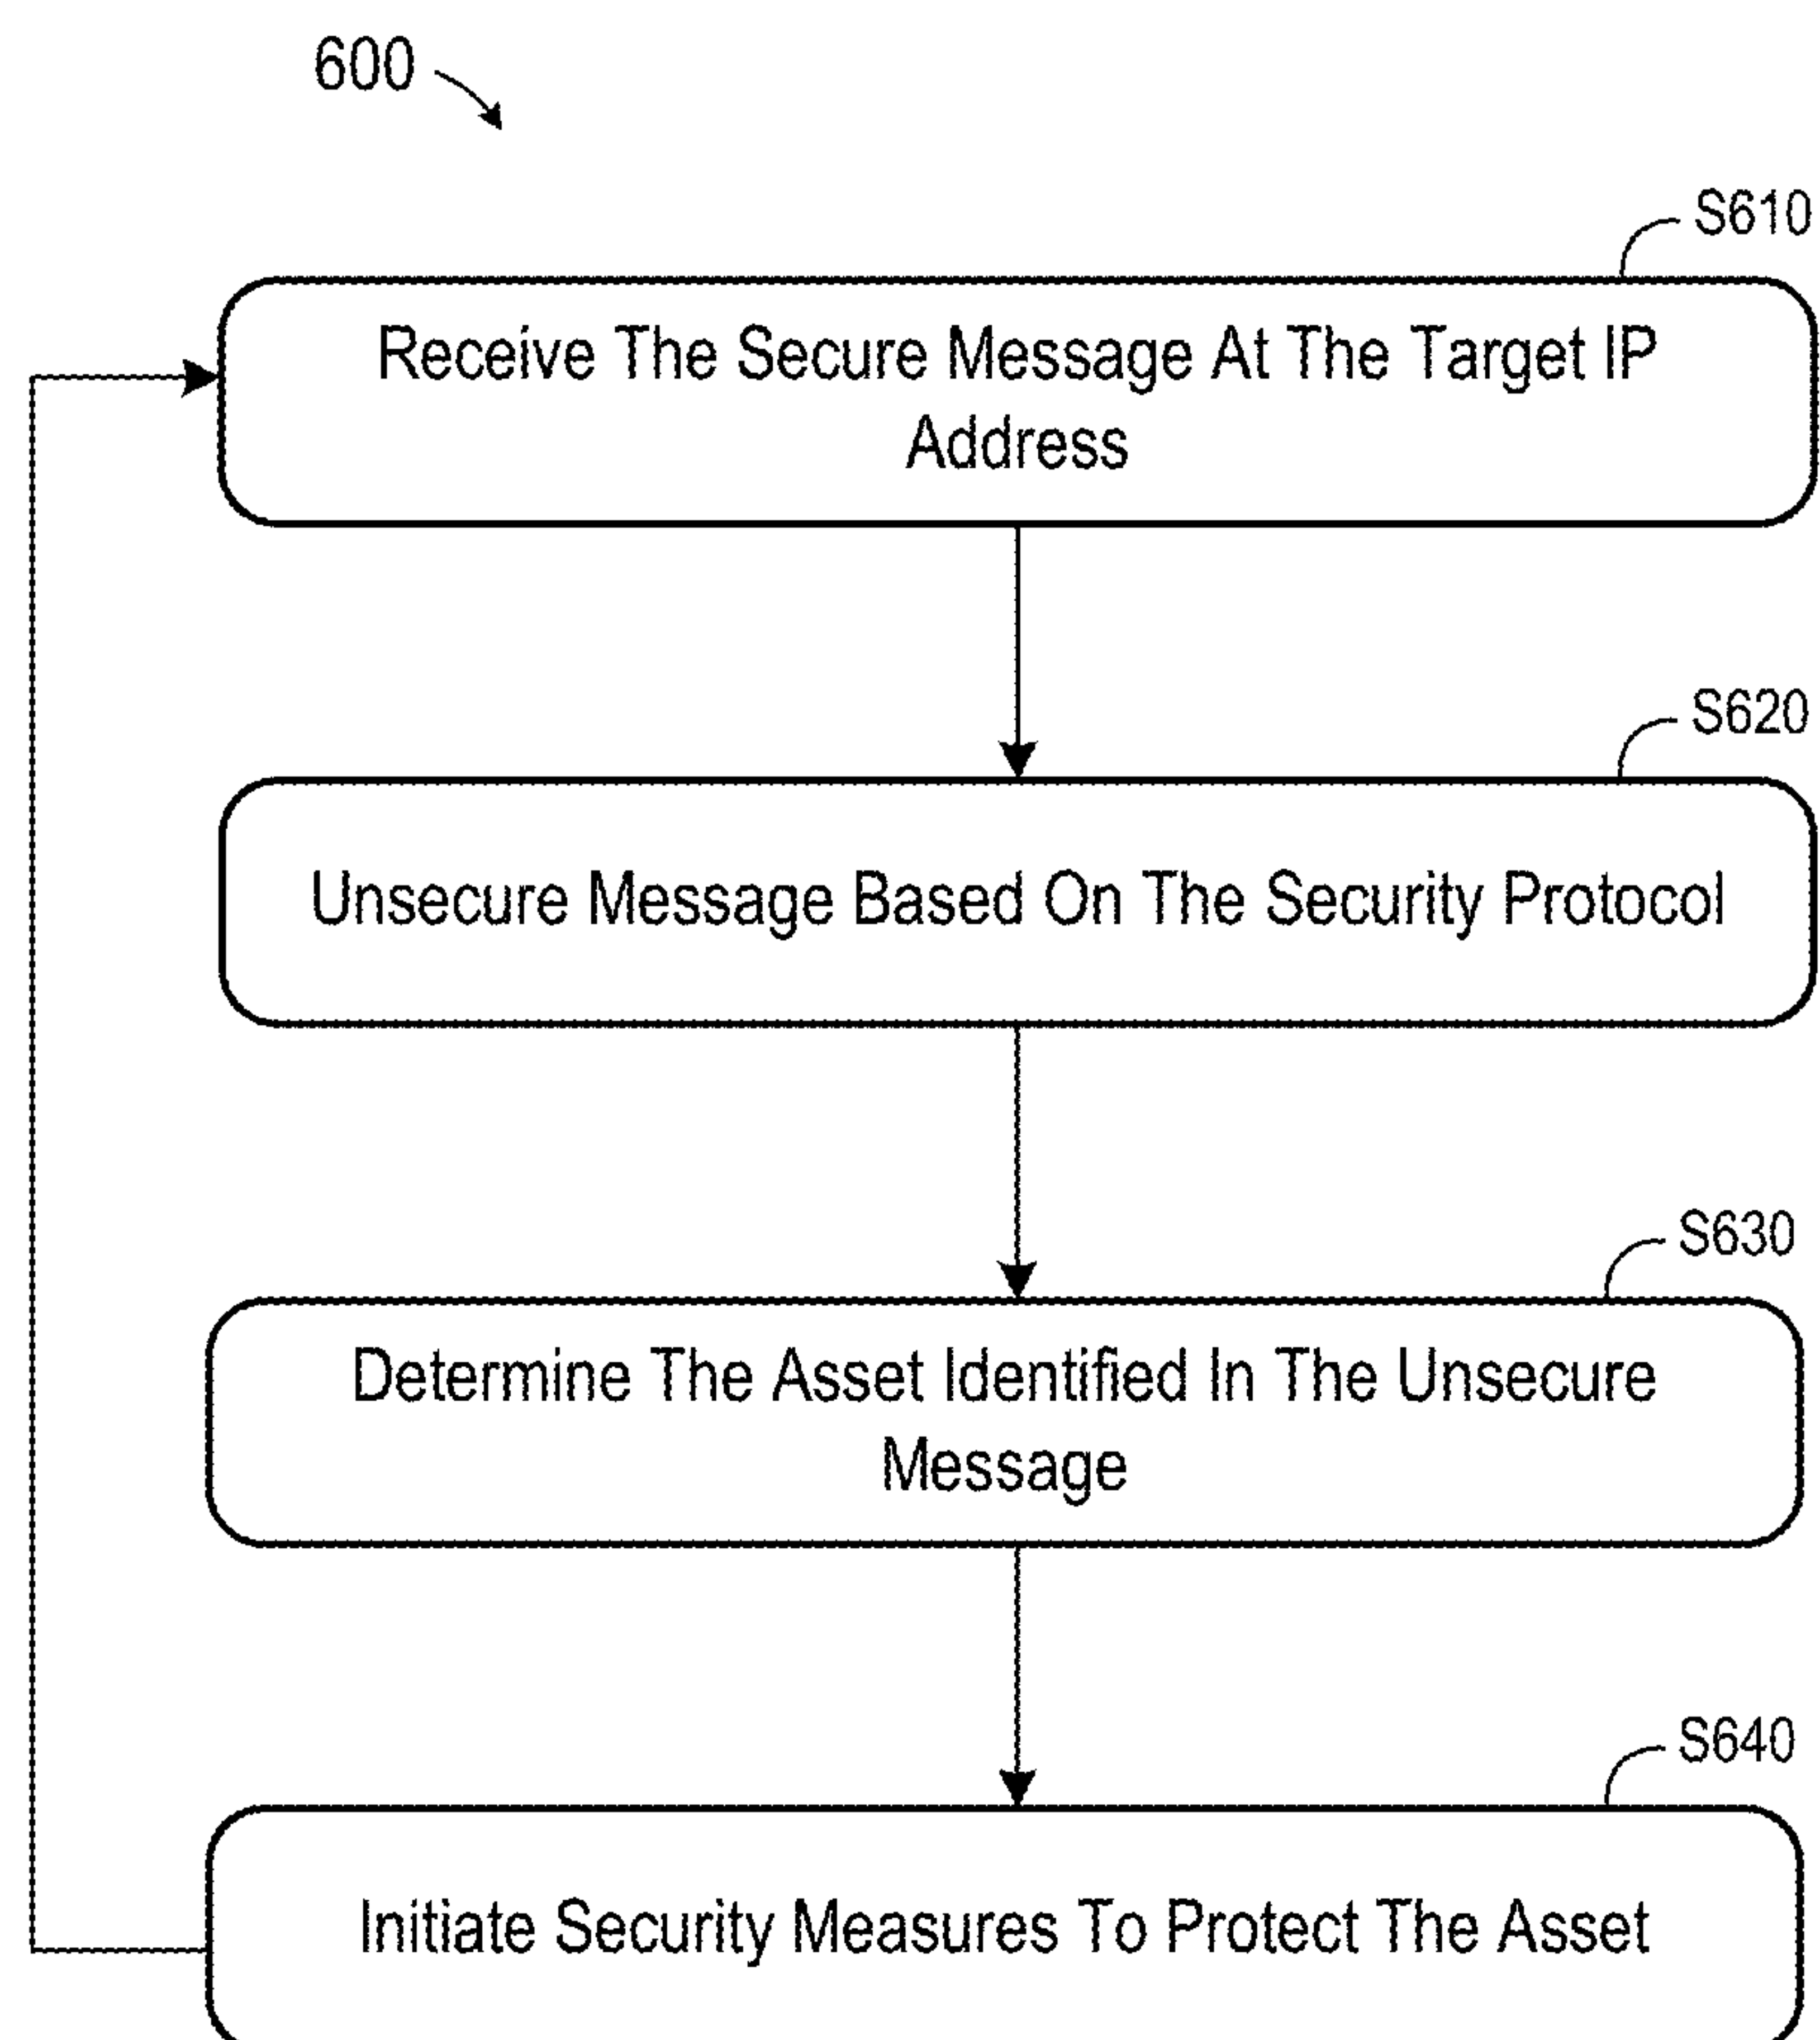 600
S610
Receive The Secure Message At The Target IP
Address
S620
Unsecure Message Based On The Security Protocol
S630
Determine The Asset Identified In The Unsecure
Message
S640
Initiate Security Measures To Protect The Asset